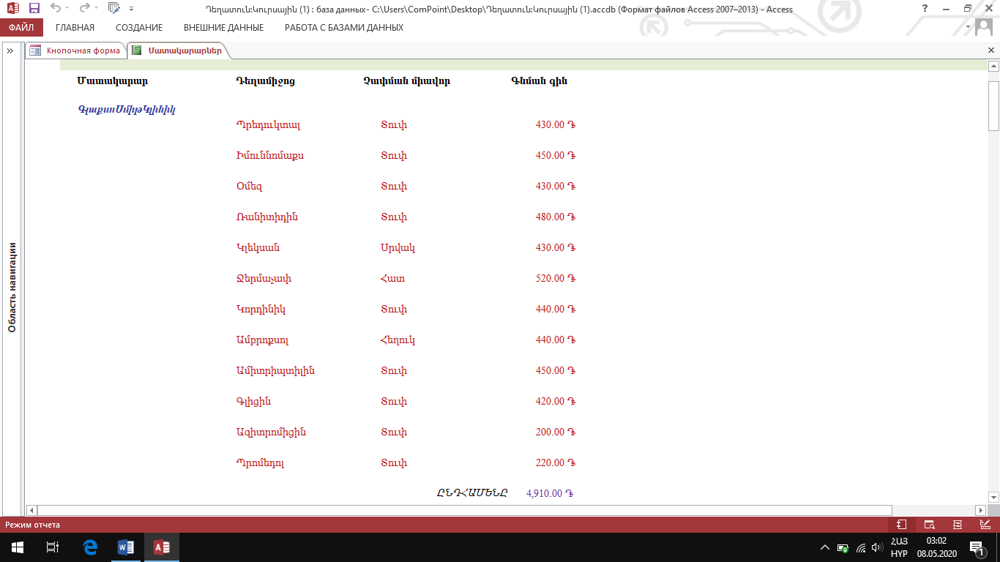 Դեղատուն:Կուրսային (1) : база данных- C:\Users\ComPoint\Desktop\Դեղատուն:Կուրսային (1).accdb (Формат файлов Access 2007–2013) - Access
ФАЙЛ ГЛАВНАЯ СОЗДАНИЕ ВНЕШНИЕ ДАННЫЕ РАБОТА С БАЗАМИ ДАННЫХ
Кнопочная форма Մատակարարներ
Մատակարար Դեղամիջոց Չափման միավոր Գնման գին
ԳլաքսոՍմիթԿլինիկ
Պրեդուկտալ Տուփ 430.00 ֏
Իմուննոմաքս Տուփ 450.00 ֏
Օմեզ Տուփ 430.00 ֏
Ռանիտիդին Տուփ 480.00 ֏
Կլեկսան Սրվակ 430.00 ֏
Ջերմաչափ Հատ 520.00 ֏
Կորդինիկ Տուփ 440.00 ֏
Ամբրոքսոլ Հեղուկ 440.00 ֏
Ամիտրիպտիլին Տուփ 450.00 ֏
Գլիցին Տուփ 420.00 ֏
Ազիտրոմիցին Տուփ 200.00 ֏
Պրոմեդոլ Տուփ 220.00 ֏
ԸՆԴՀԱՄԵՆԸ 4,910.00 ֏
Область навигации
Режим отчета
ՀԱՅ 03:02
HYP 08.05.2020
1